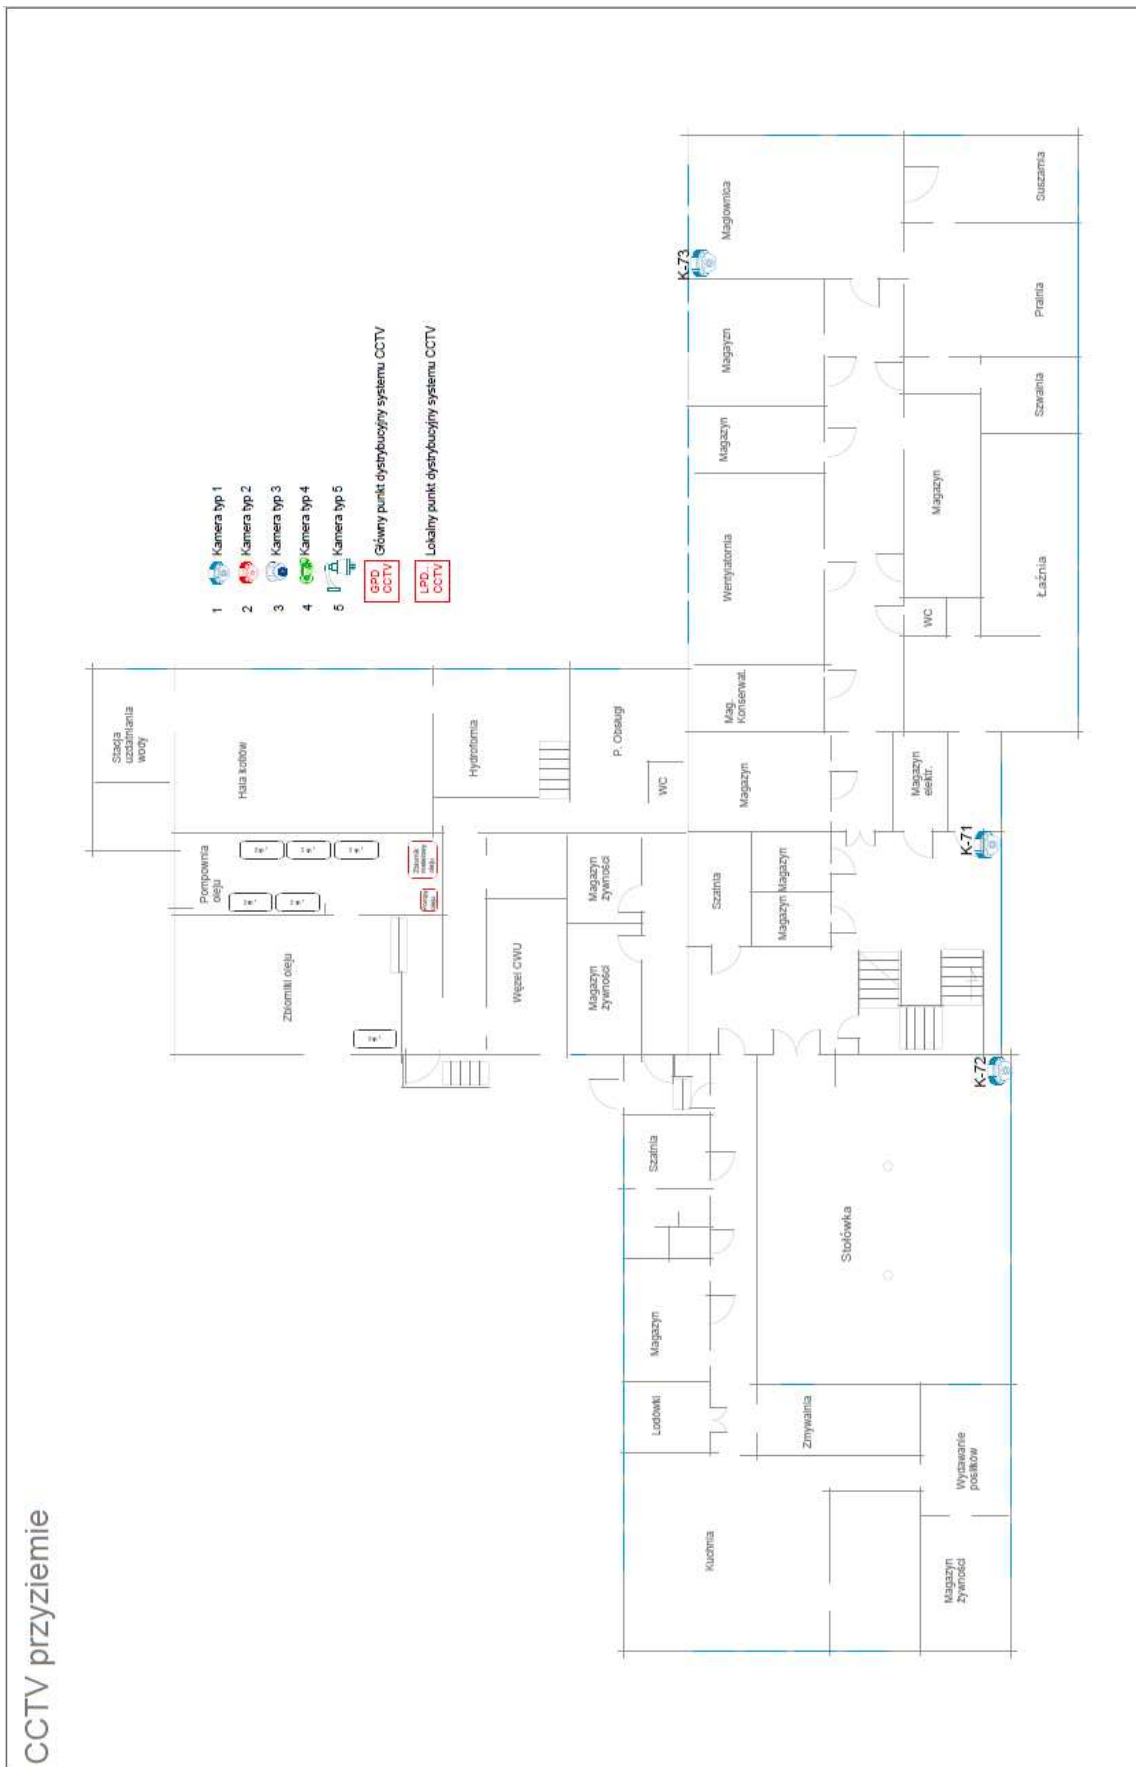 CCTV przyziemie
1 Kamera typ 1
2 Kamera typ 2
3 Kamera typ 3
4 Kamera typ 4
5 Kamera typ 5
GPD
CCTV
Główny punkt dystrybucyjny systemu CCTV
LPD...
CCTV
Lokalny punkt dystrybucyjny systemu CCTV
Stacja
uzdatniania
wody
Pompownia
oleju
Hala kotłów
Zbiorniki oleju
Hydrofornia
Węzeł CWU
P. Obsługi
WC
Magazyn
żywności
Magazyn
żywności
K-73
Maglownica
Magayzn
Magazyn
Wentylatornia
Mag.
Konserwat.
Magazyn
Szatnia
Magazyn
Magazyn
Magazyn
elektr.
Suszarnia
Pralnia
Szwalnia
Magazyn
WC
Łaźnia
K-71
K-72
Szatnia
Magazyn
Lodówki
Stołówka
Zmywalnia
Kuchnia
Wydawanie
posiłków
Magazyn
żywności